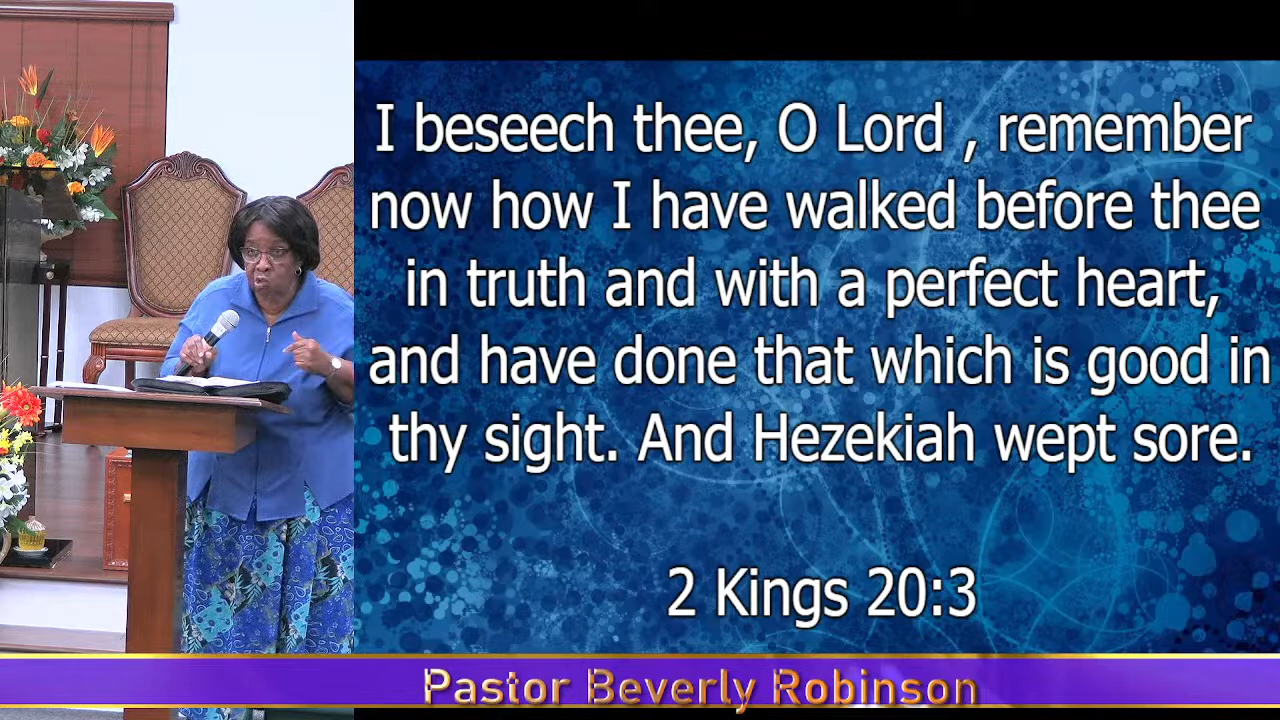 I beseech thee, O Lord , remember
now how I have walked before thee
in truth and with a perfect heart,
and have done that which is good in
thy sight. And Hezekiah wept sore.
2 Kings 20:3
Pastor Beverly Robinson